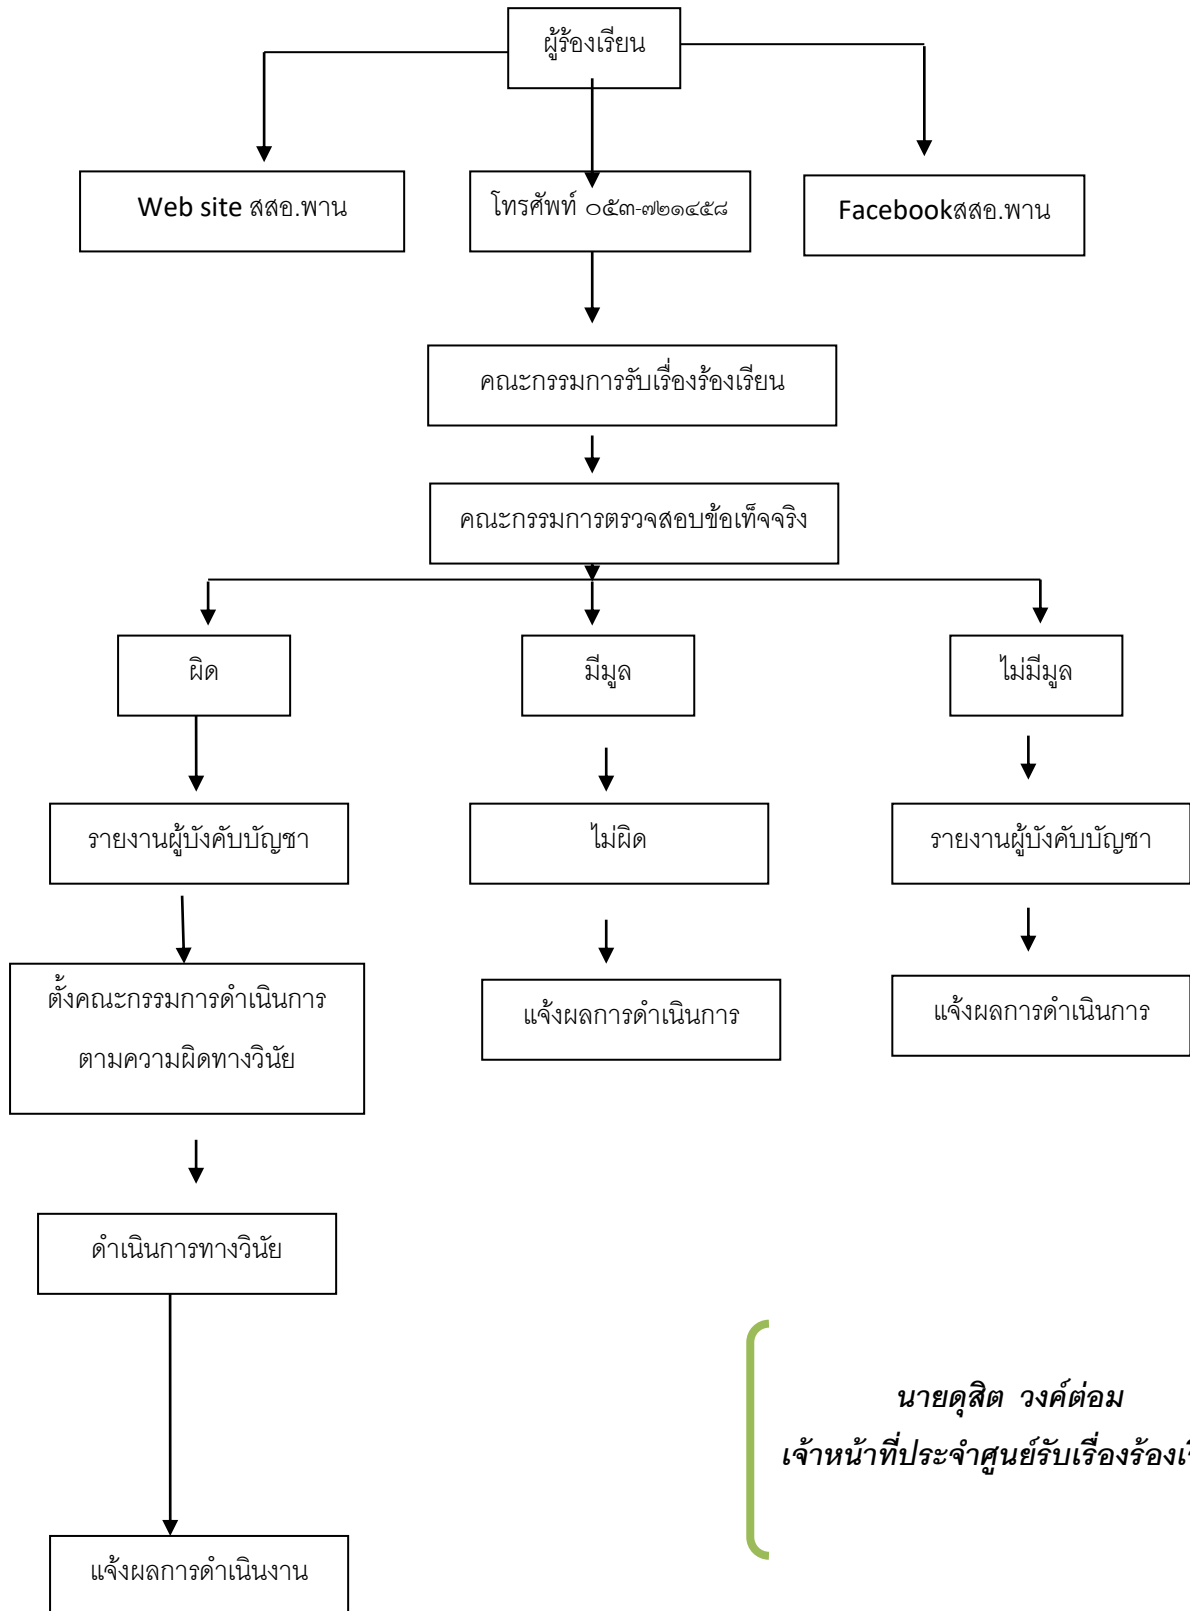 ผู้ร้องเรียน
Web site สสอ.พาน
โทรศัพท์ ๐๕๓-๗๒๑๔๕๘
Facebookสสอ.พาน
คณะกรรมการรับเรื่องร้องเรียน
คณะกรรมการตรวจสอบข้อเท็จจริง
ผิด
มีมูล
ไม่มีมูล
รายงานผู้บังคับบัญชา
ไม่ผิด
รายงานผู้บังคับบัญชา
ตั้งคณะกรรมการดำเนินการ
ตามความผิดทางวินัย
แจ้งผลการดำเนินการ
แจ้งผลการดำเนินการ
ดำเนินการทางวินัย
นายดุสิต วงค์ต่อม
เจ้าหน้าที่ประจำศูนย์รับเรื่องร้องเรี
แจ้งผลการดำเนินงาน